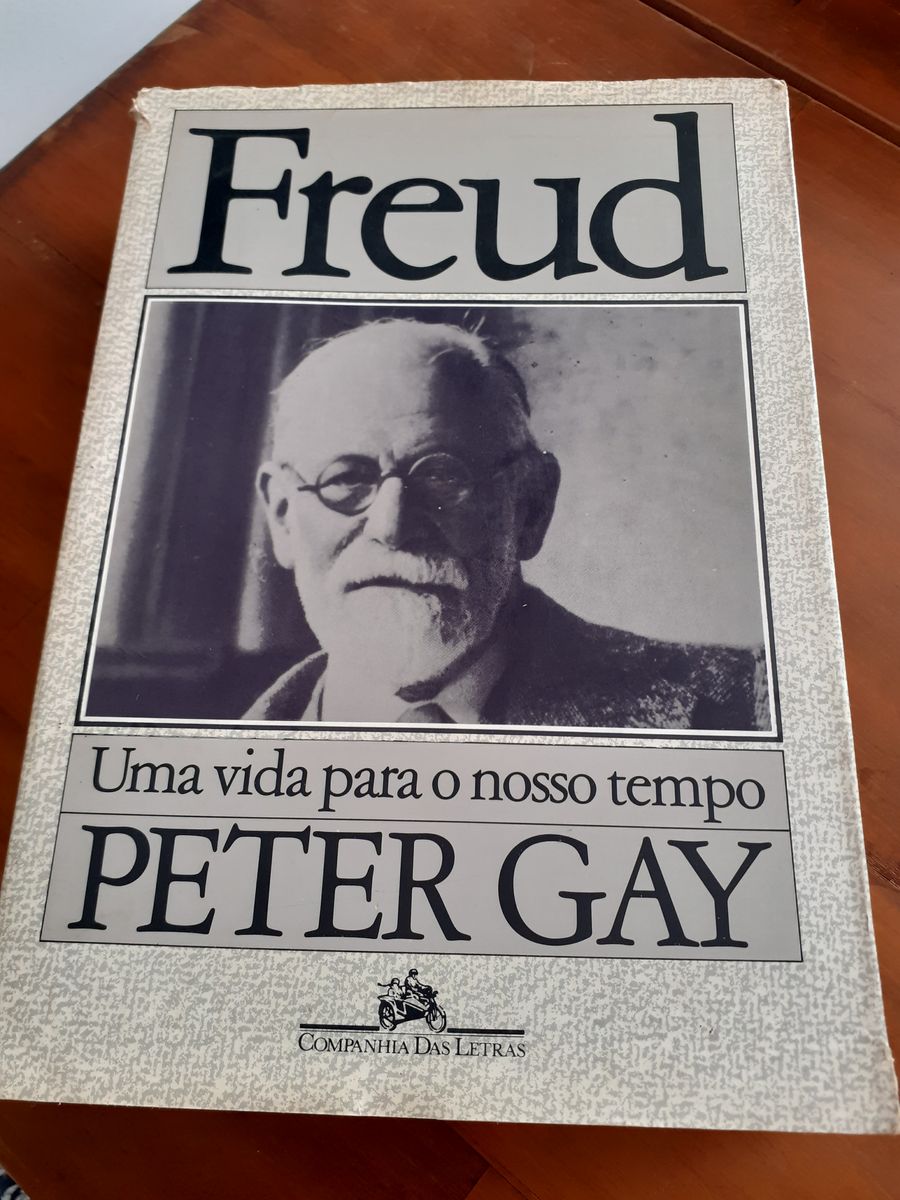 Freud
Uma vida para o nosso tempo
PETER GAY
COMPANHIA DAS LETRAS